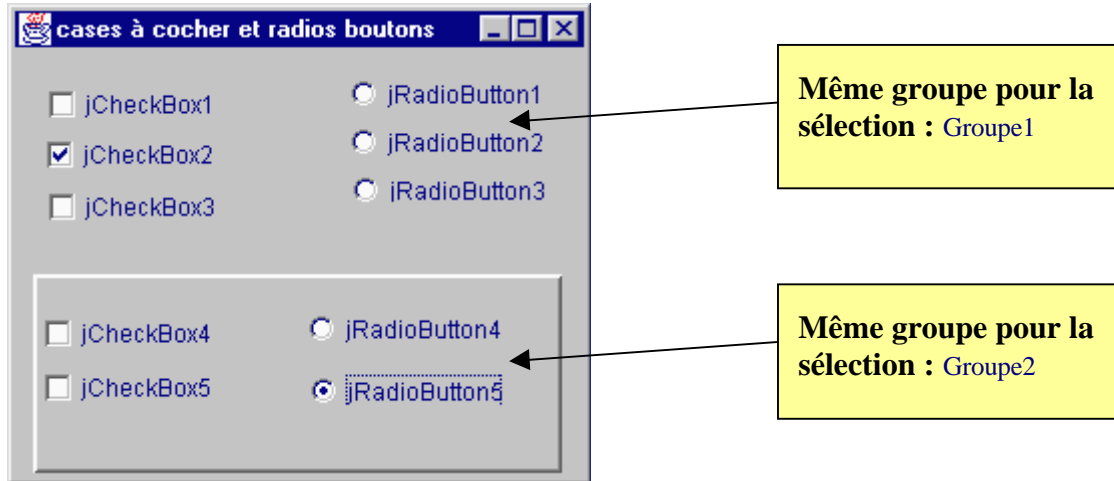 cases à cocher et radios boutons
jCheckBox1
jRadioButton1
jCheckBox2
jRadioButton2
jCheckBox3
jRadioButton3
Même groupe pour la
sélection : Groupe1
jCheckBox4
jRadioButton4
jCheckBox5
jRadioButton5
Même groupe pour la
sélection : Groupe2